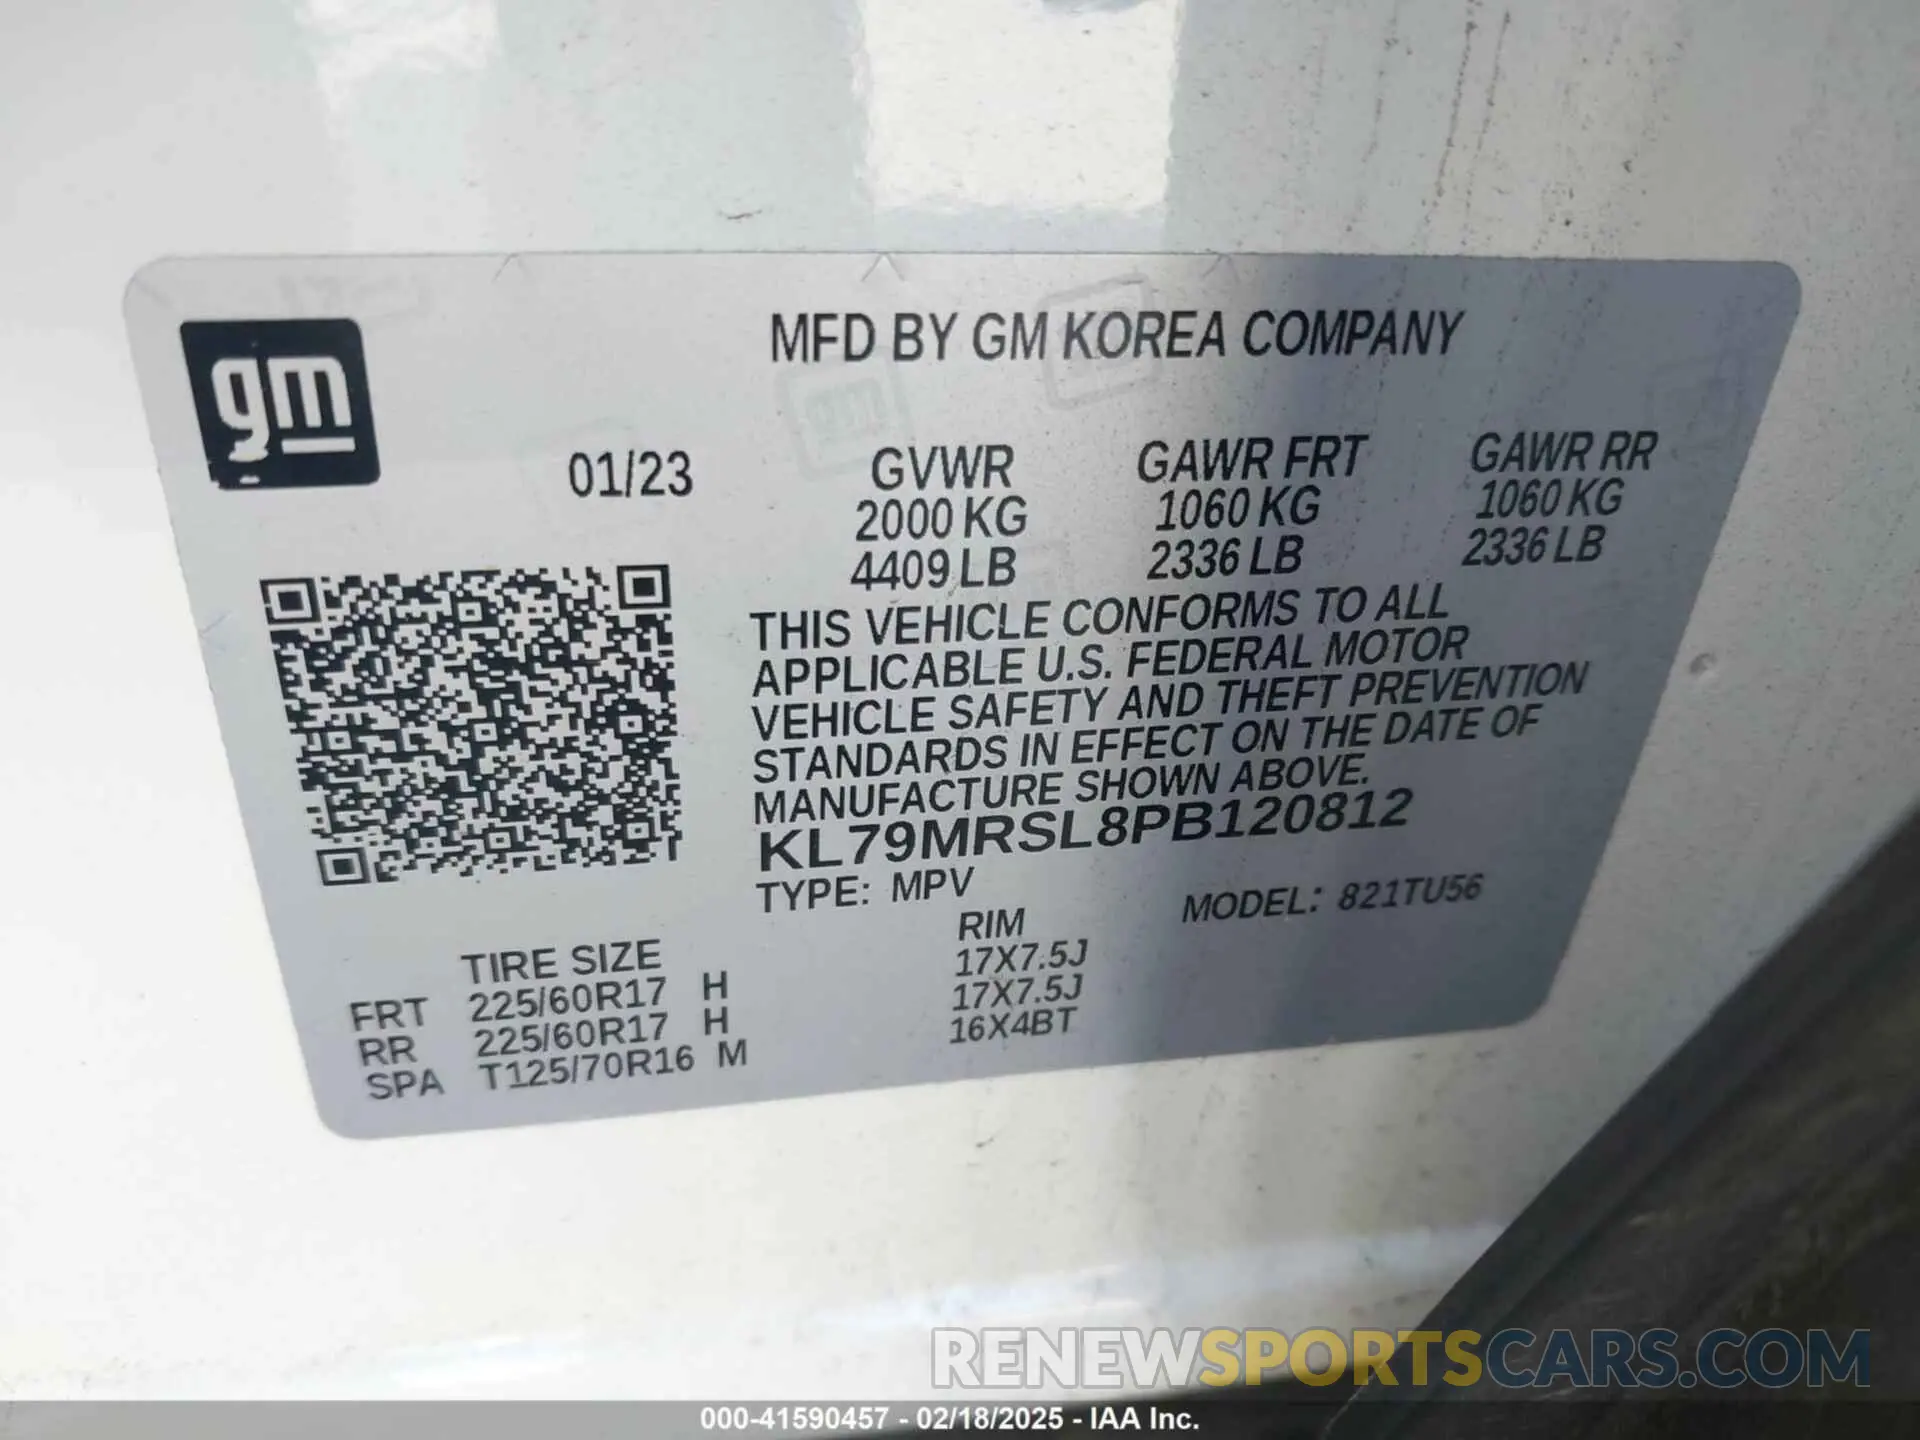 MFD BY GM KOREA COMPANY
gm
01/23 GVWR GAWR FRT GAWR RR
2000 KG 1060 KG 1060 KG
4409 LB 2336 LB 2336 LB
THIS VEHICLE CONFORMS TO ALL
APPLICABLE U.S. FEDERAL MOTOR
VEHICLE SAFETY AND THEFT PREVENTION
STANDARDS IN EFFECT ON THE DATE OF
MANUFACTURE SHOWN ABOVE.
KL79MRSL8PB120812
TYPE: MPV MODEL: 821TU56
TIRE SIZE RIM
FRT 225/60R17 H 17X7.5J
RR 225/60R17 H 17X7.5J
SPA T125/70R16 M 16X4BT
RENEWSPORTSCARS.COM
000-41590457 - 02/18/2025 - IAA Inc.